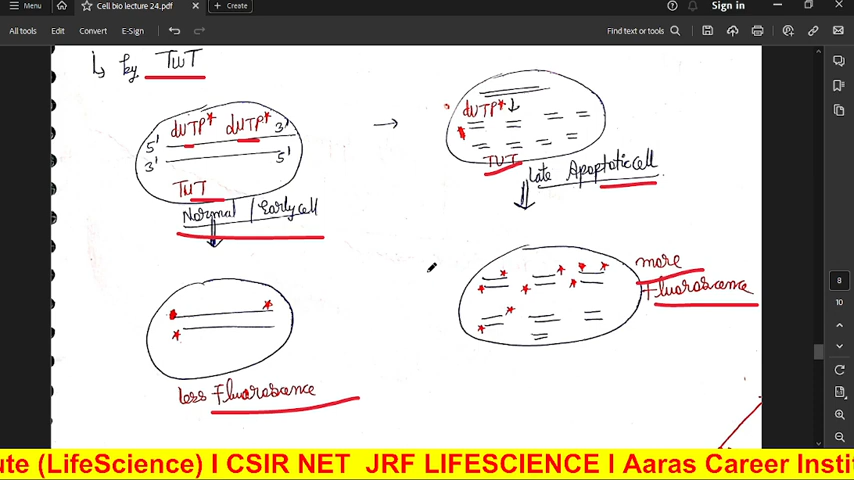 Menu
Cell bio lecture 24.pdf
Create
Sign in
All tools
Edit
Convert
E-Sign
Find text or tools
by TUT
dUTP* dUTP* 3'
5'
3' 5'
TUT
Normal / Early cell
less Fluorescence
→
dUTP*
TUT
late Apoptotic cell
more
Fluorescence
8
10
ute (LifeScience) I CSIR NET JRF LIFESCIENCE I Aaras Career Insti